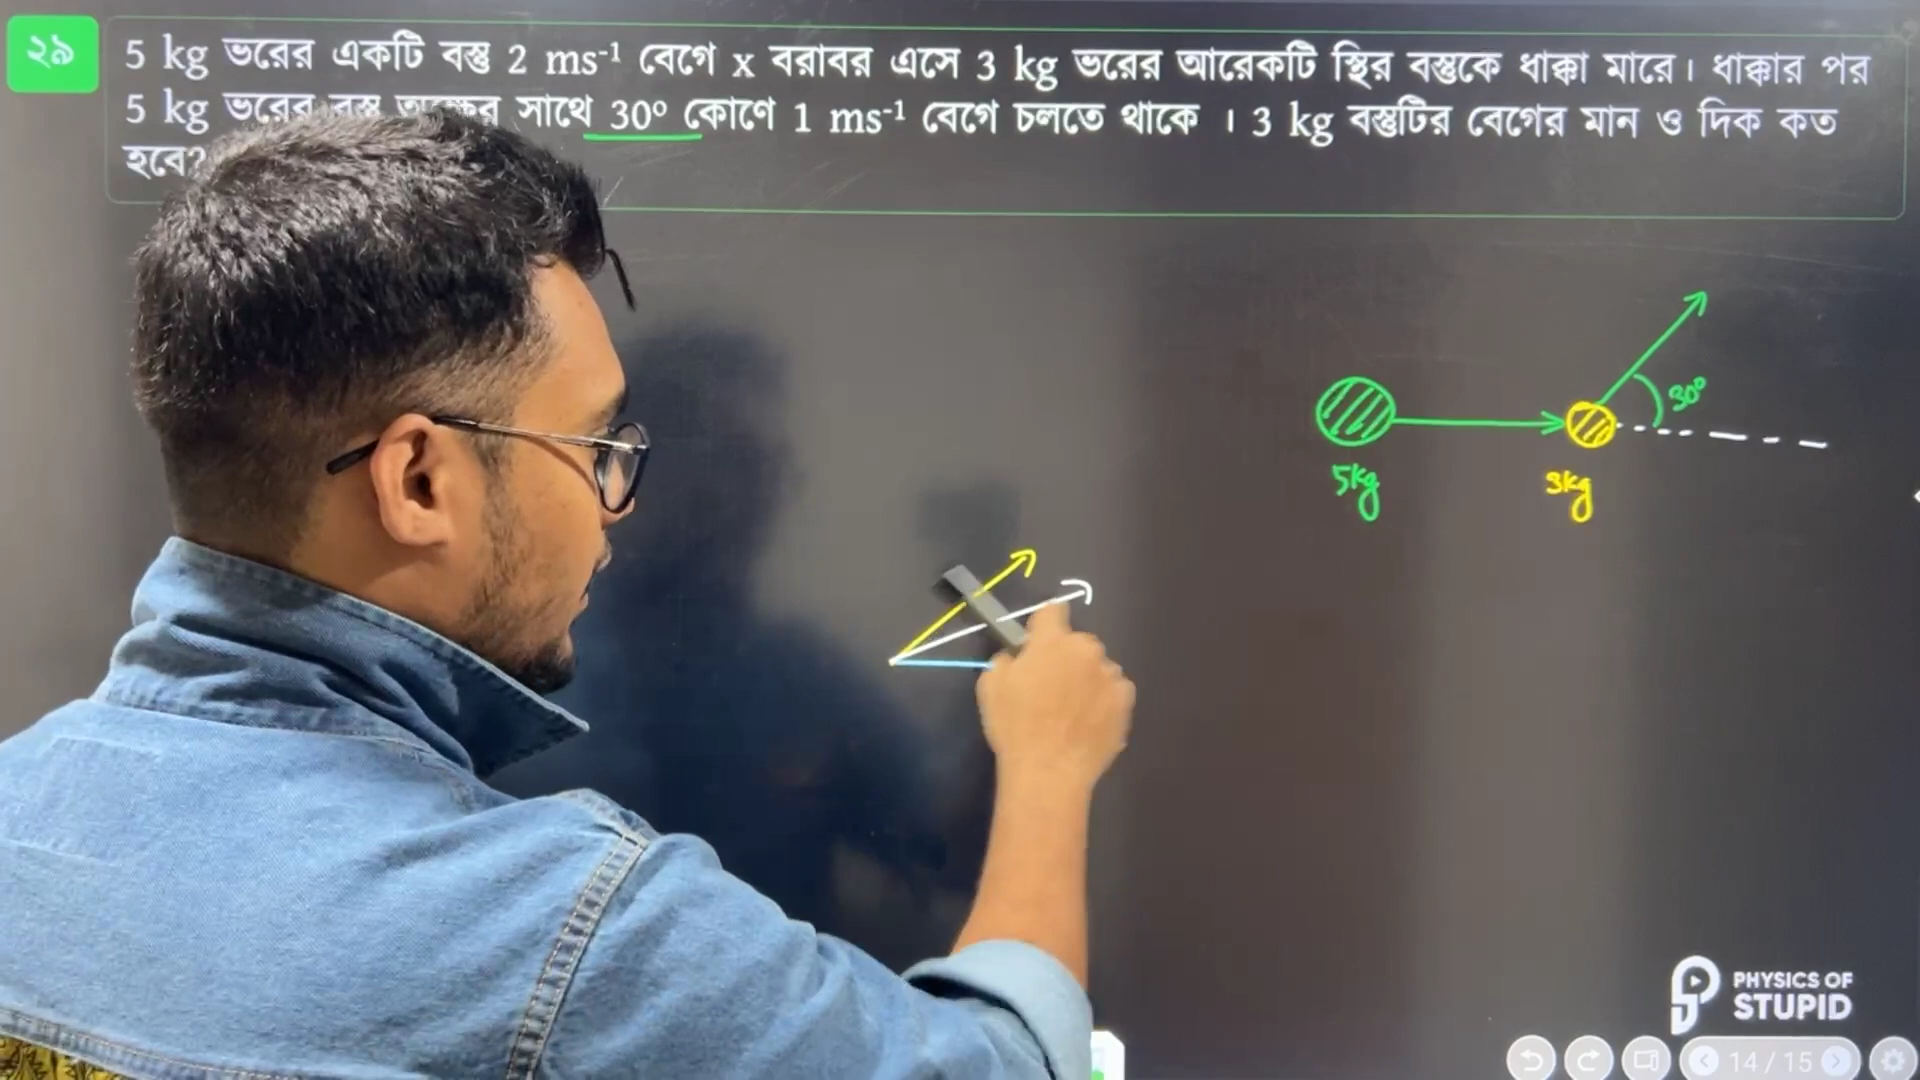 ২৯
5 kg ভরের একটি বস্তু 2 ms⁻¹ বেগে x বরাবর এসে 3 kg ভরের আরেকটি স্থির বস্তুকে ধাক্কা মারে। ধাক্কার পর
5 kg ভরের বস্তু অক্ষের সাথে 30° কোণে 1 ms⁻¹ বেগে চলতে থাকে । 3 kg বস্তুটির বেগের মান ও দিক কত
হবে?
30°
5kg
3kg
PHYSICS OF
STUPID
14 / 15